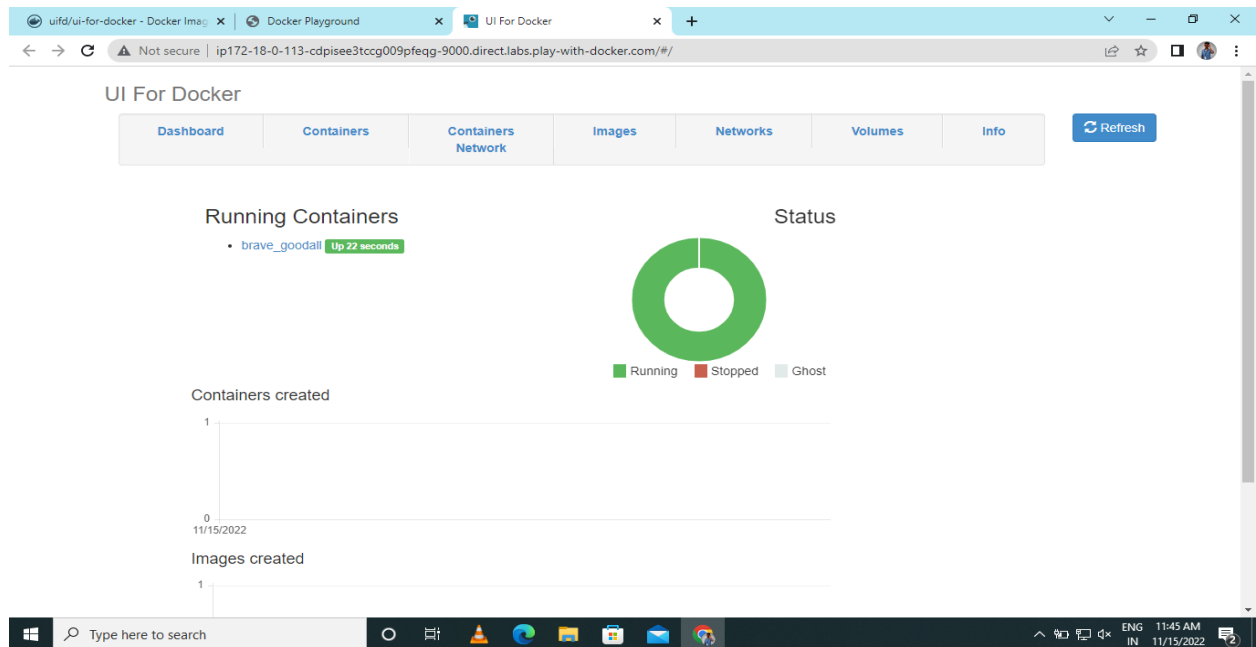 uifd/ui-for-docker - Docker Imag
Docker Playground
UI For Docker
Not secure | ip172-18-0-113-cdpisee3tccg009pfeqg-9000.direct.labs.play-with-docker.com/#/
UI For Docker
Dashboard
Containers
Containers Network
Images
Networks
Volumes
Info
Refresh
Running Containers
brave_goodall Up 22 seconds
Status
Running Stopped Ghost
Containers created
1
0
11/15/2022
Images created
1
Type here to search
ENG 11:45 AM
IN 11/15/2022
2